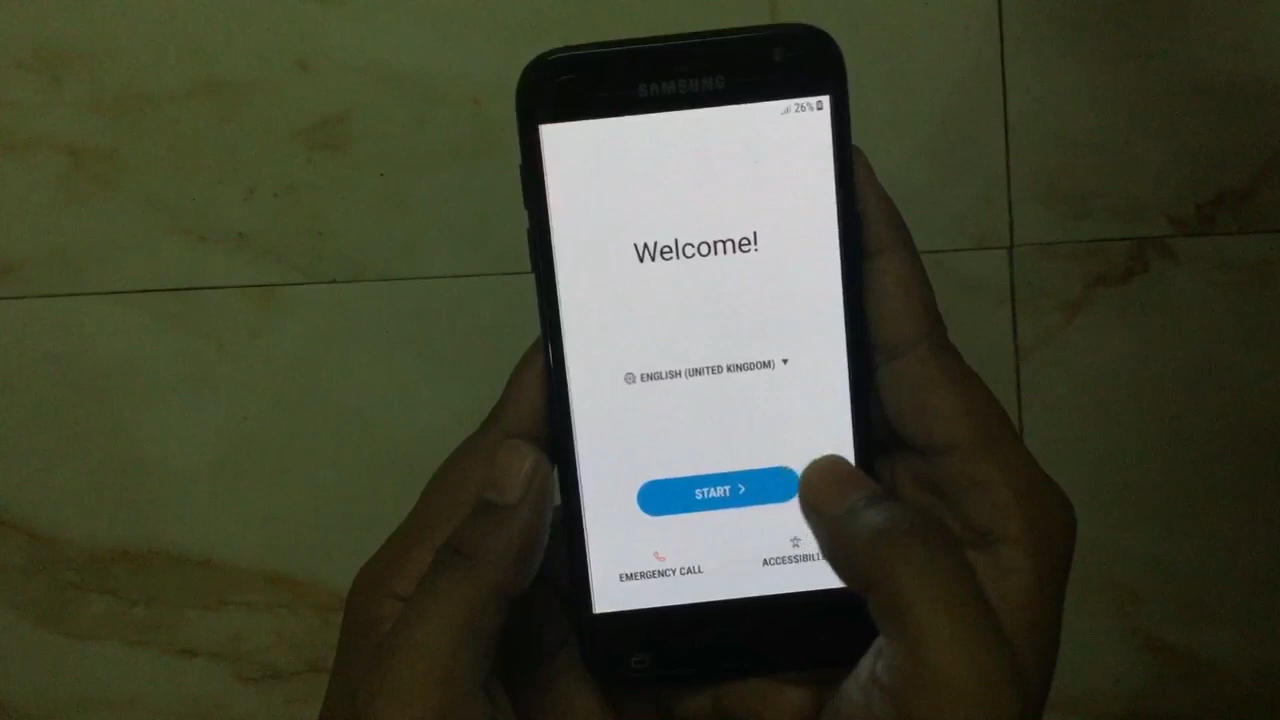 SAMSUNG
26%
Welcome!
ENGLISH (UNITED KINGDOM)
START
EMERGENCY CALL